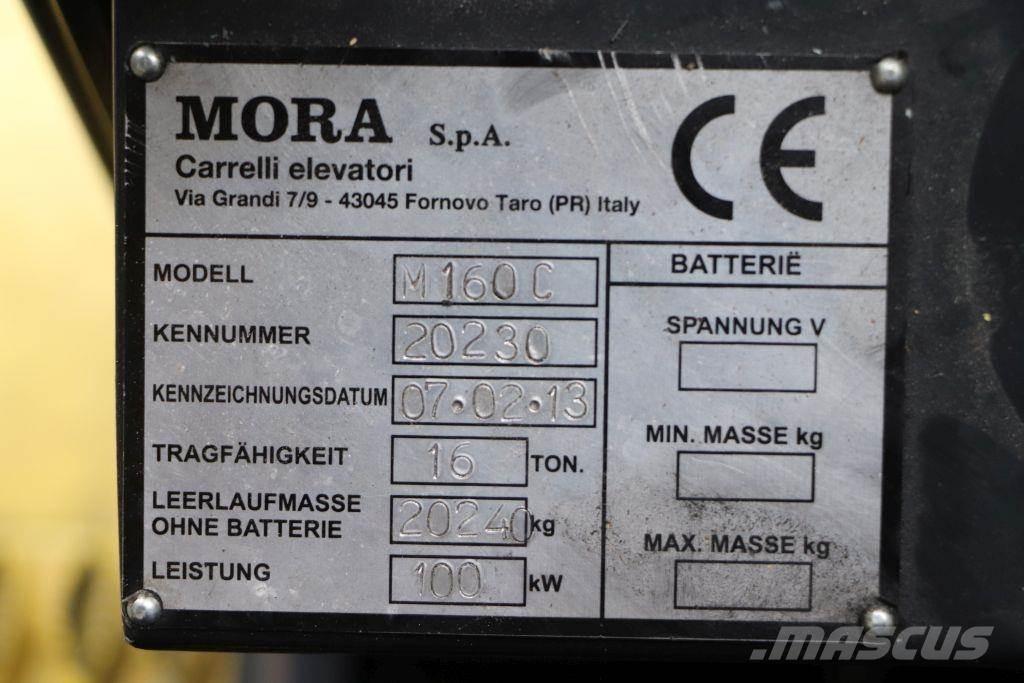 MORA S.p.A. CE
Carrelli elevatori
Via Grandi 7/9 - 43045 Fornovo Taro (PR) Italy
MODELL M160C
KENNUMMER 20230
KENNZEICHNUNGSDATUM 07.02.13
TRAGFÄHIGKEIT 16 TON.
LEERLAUFMASSE
OHNE BATTERIE 20240 kg
LEISTUNG 100 kW
BATTERIË
SPANNUNG V
MIN. MASSE kg
MAX. MASSE kg
MASCUS